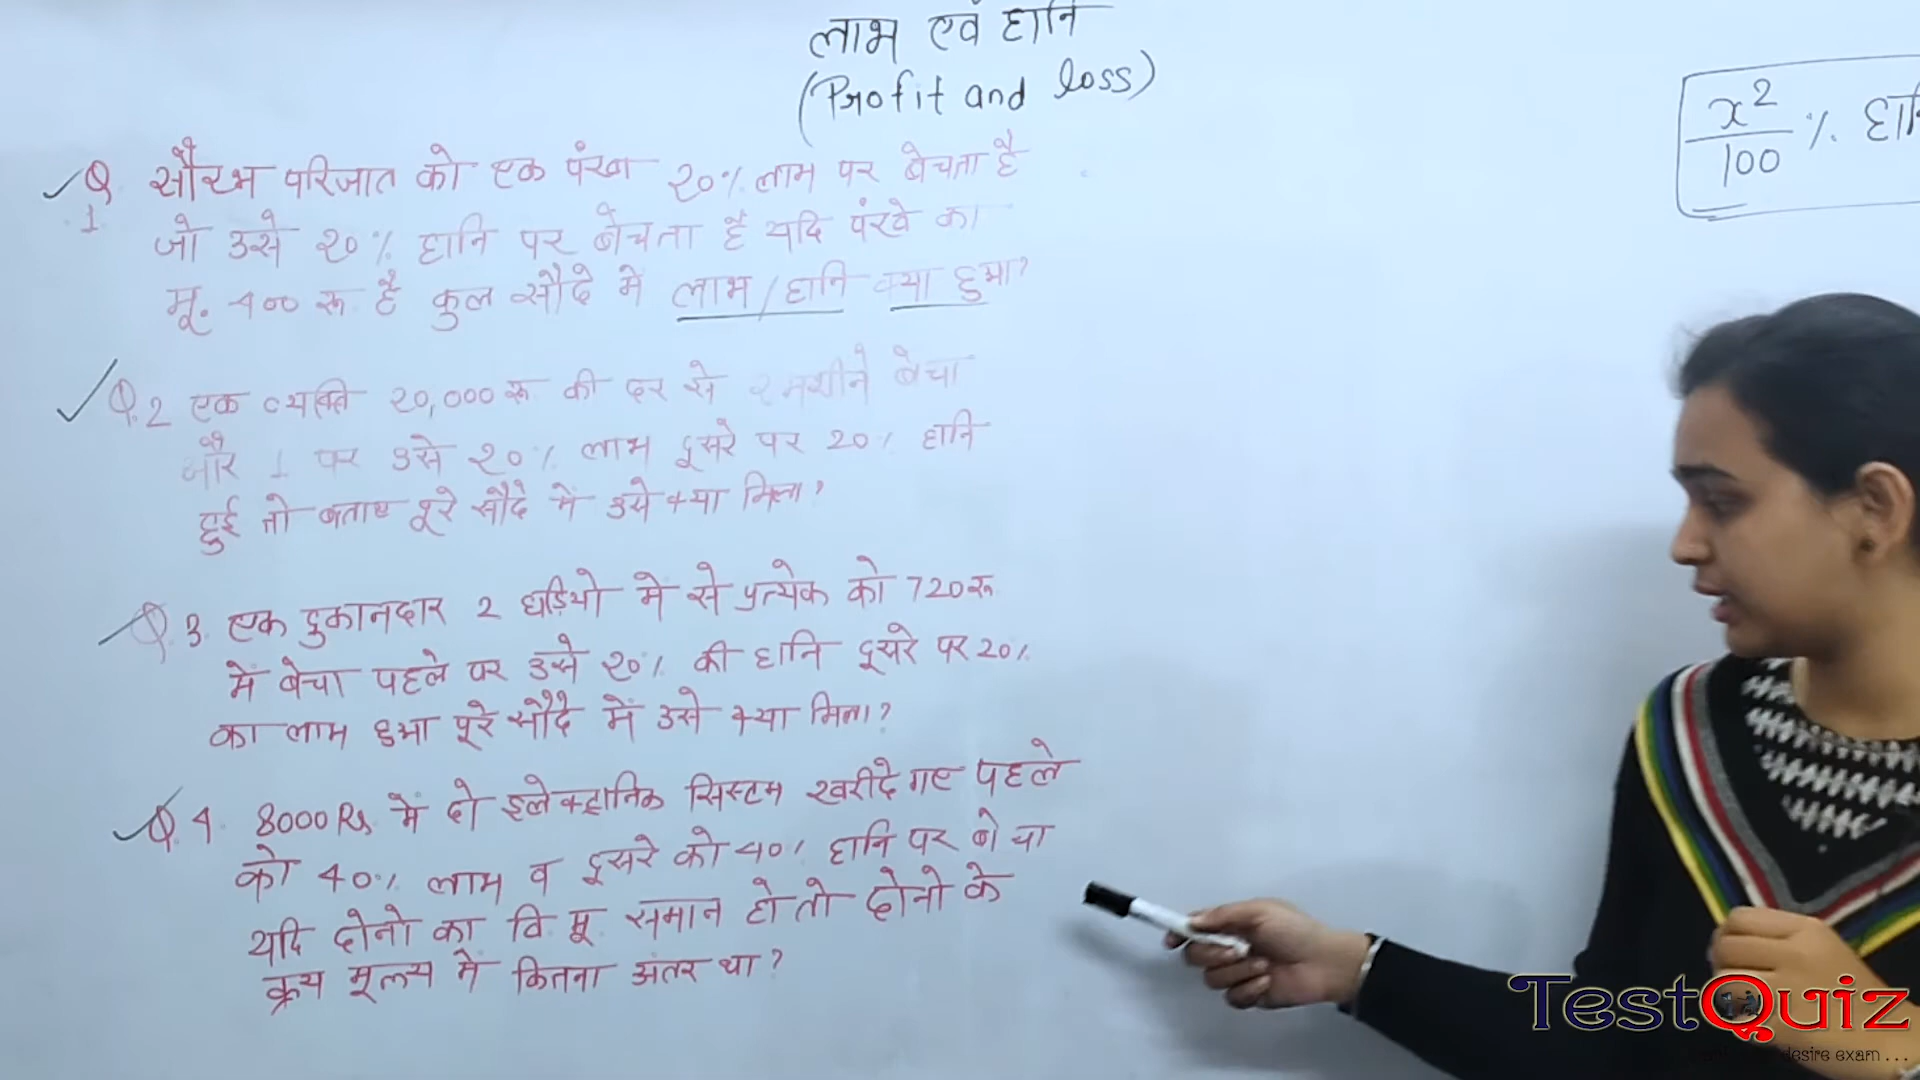 लाभ एवं हानि
(Profit and loss)
x²
100
% हानि
Q 1 सौरभ परिजात को एक पंखा 20% लाभ पर बेचता है
जो उसे 20% हानि पर बेचता है यदि पंखे का
मू. 400 रू है कुल सौदे में लाभ/हानि क्या हुआ?
Q.2 एक व्यक्ति 20,000 रू की दर से 2 मशीने बेचा
और 1 पर उसे 20% लाभ दूसरे पर 20% हानि
हुई तो बताए पूरे सौदे में उसे क्या मिला?
Q.3. एक दुकानदार 2 घड़ियो में से प्रत्येक को 720 रू
में बेचा पहले पर उसे 20% की हानि दूसरे पर 20%
का लाभ हुआ पूरे सौदे में उसे क्या मिला?
Q.4. 8000 Rs में दो इलेक्ट्रानिक सिस्टम खरीदे गए पहले
को 40% लाभ व दूसरे को 40% हानि पर बेचा
यदि दोनो का वि. मू. समान हो तो दोनो के
क्रय मूल्य में कितना अंतर था?
TestQuiz
desire exam . . .